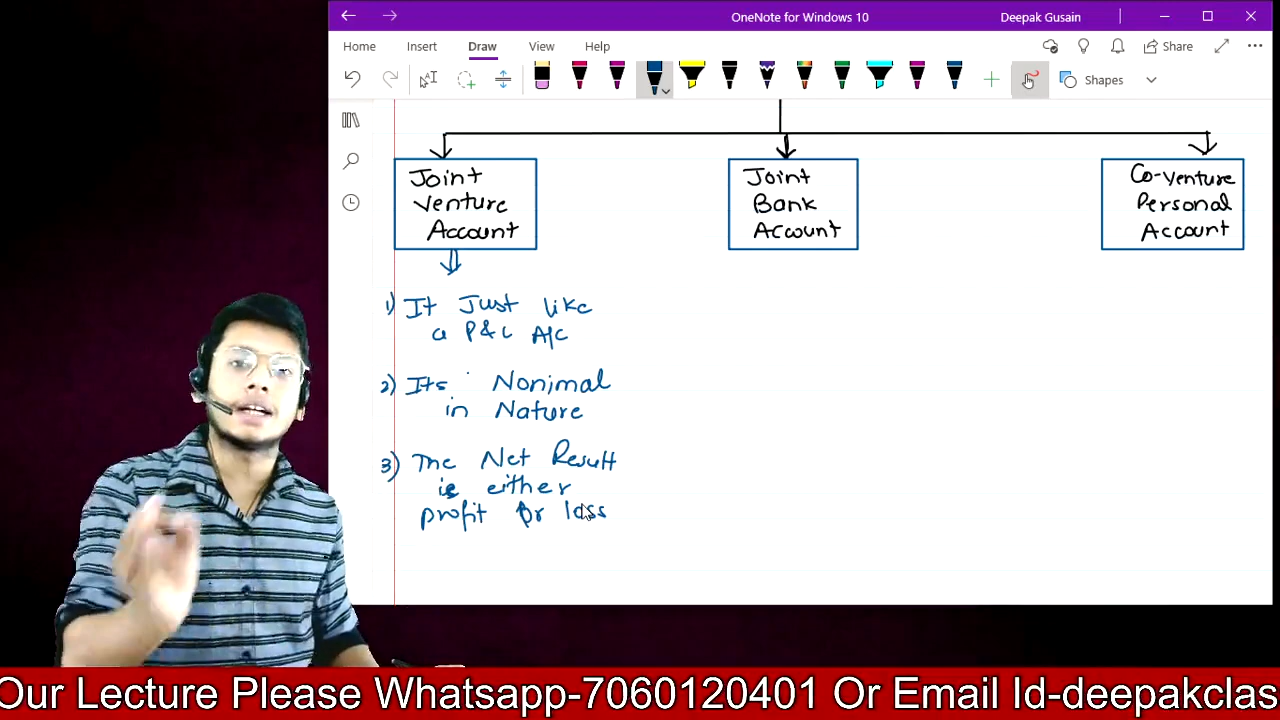 OneNote for Windows 10
Deepak Gusain
Home Insert Draw View Help
Share
Shapes
Joint
Venture
Account
Joint
Bank
Account
Co-venture
Personal
Account
1) It Just like
a P&L A/c
2) Its Nonimal
in Nature
3) The Net Result
is either
profit Or loss
Our Lecture Please Whatsapp-7060120401 Or Email Id-deepakclas